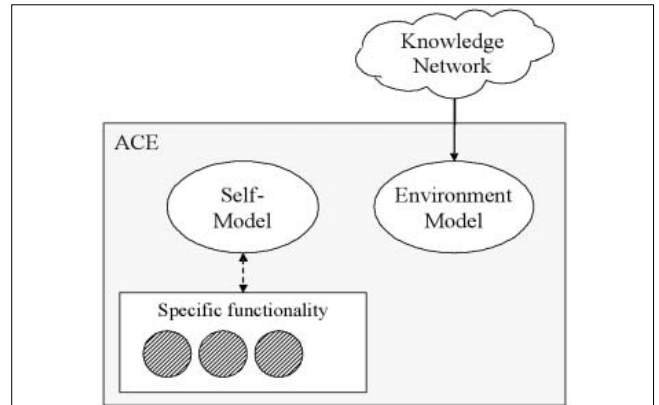 Knowledge
Network
ACE
Self-
Model
Environment
Model
Specific functionality